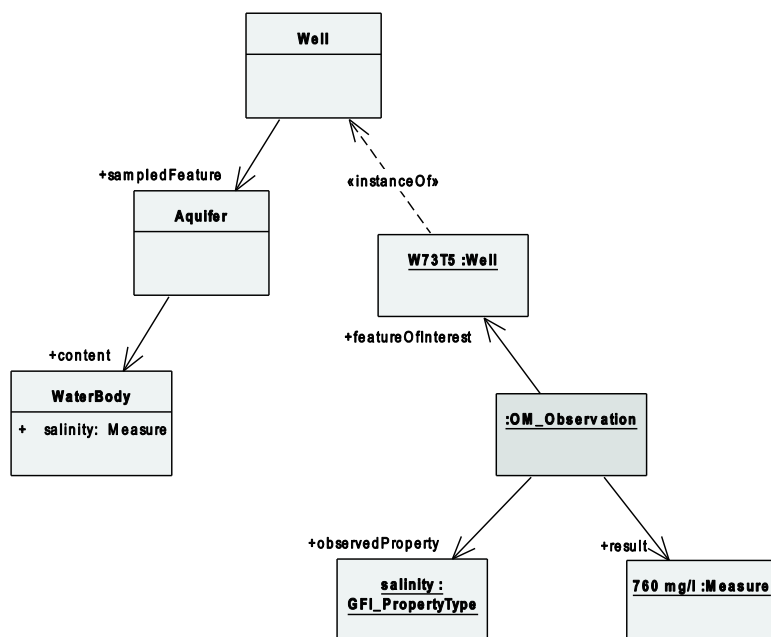 Well
+sampledFeature
«instanceOf»
Aquifer
W73T5 :Well
+featureOfInterest
+content
WaterBody
+ salinity: Measure
:OM_Observation
+observedProperty
+result
salinity :
GFI_PropertyType
760 mg/l :Measure